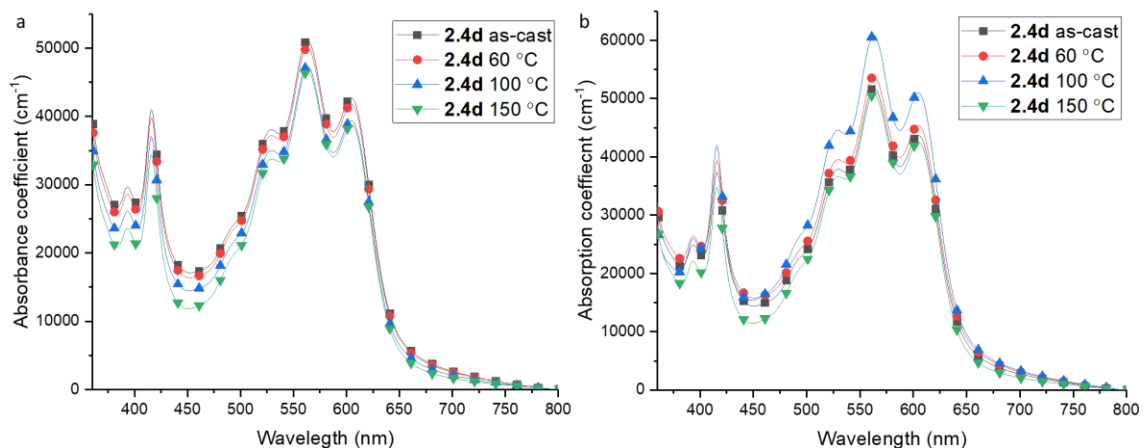 a
2.4d as-cast
2.4d 60 °C
2.4d 100 °C
2.4d 150 °C
Absorbance coefficient (cm⁻¹)
50000
40000
30000
20000
10000
0
400 450 500 550 600 650 700 750 800
Wavelegth (nm)
b
2.4d as-cast
2.4d 60 °C
2.4d 100 °C
2.4d 150 °C
Absorption coeffiecnt (cm⁻¹)
60000
50000
40000
30000
20000
10000
0
400 450 500 550 600 650 700 750 800
Wavelength (nm)